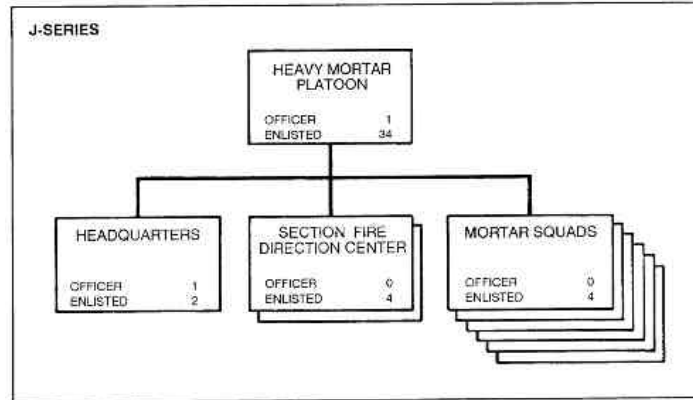 J-SERIES
HEAVY MORTAR
PLATOON
OFFICER 1
ENLISTED 34
HEADQUARTERS
OFFICER 1
ENLISTED 2
SECTION FIRE
DIRECTION CENTER
OFFICER 0
ENLISTED 4
MORTAR SQUADS
OFFICER 0
ENLISTED 4